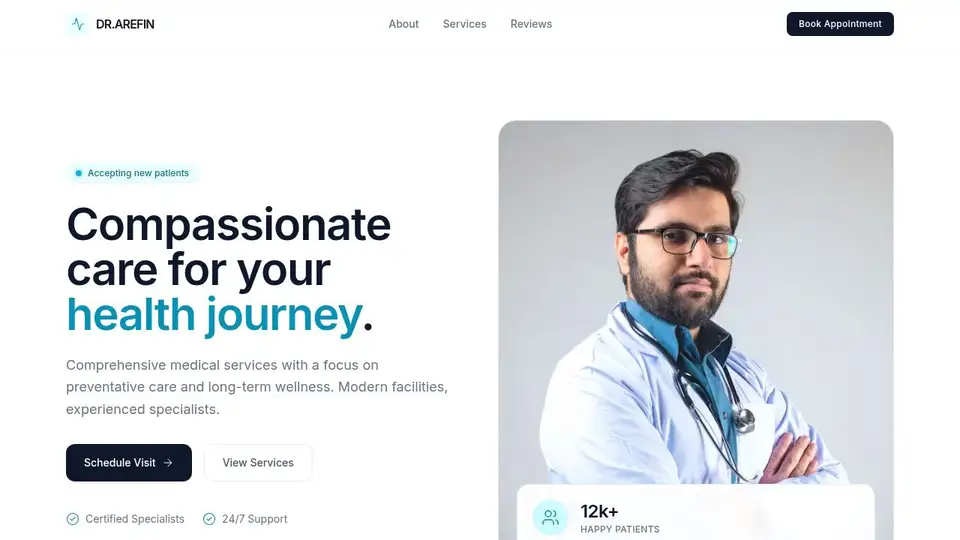 DR.AREFIN
About
Services
Reviews
Book Appointment
Accepting new patients
Compassionate
care for your
health journey.
Comprehensive medical services with a focus on
preventative care and long-term wellness. Modern facilities,
experienced specialists.
Schedule Visit
View Services
Certified Specialists
24/7 Support
12k+
HAPPY PATIENTS